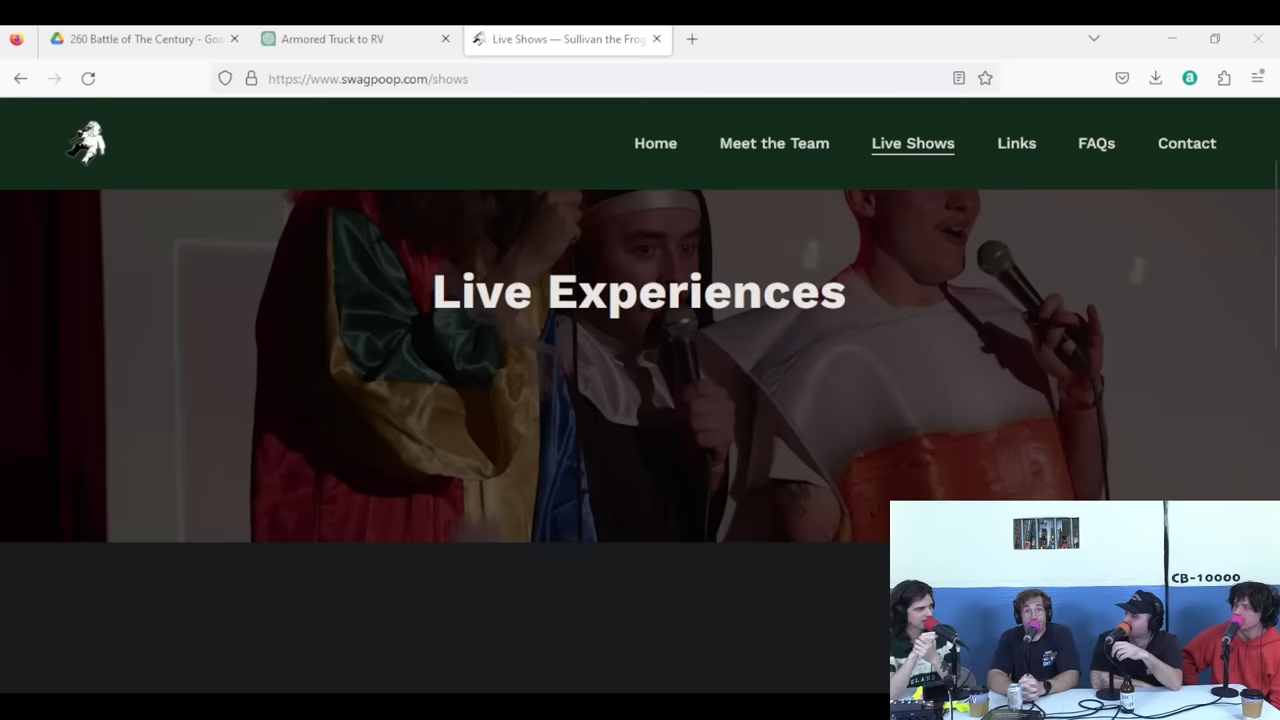 260 Battle of The Century - Goo
Armored Truck to RV
Live Shows — Sullivan the Frog
https://www.swagpoop.com/shows
Home
Meet the Team
Live Shows
Links
FAQs
Contact
Live Experiences
CB-10000
ELAND